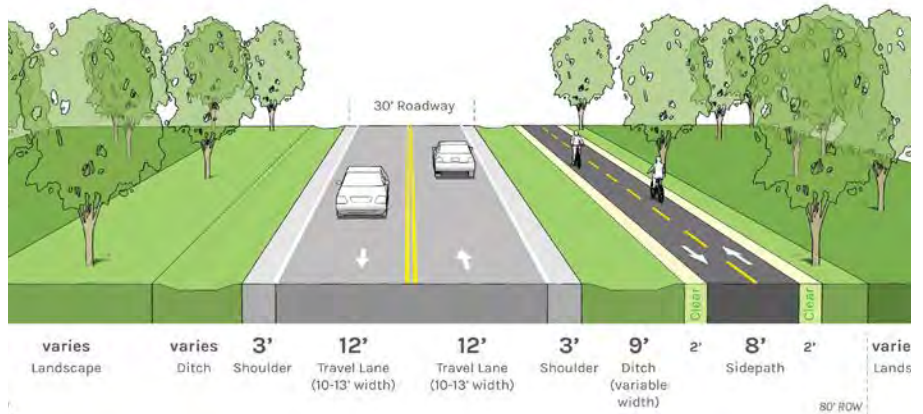 30' Roadway
Clear
Clear
varies
Landscape
varies
Ditch
3'
Shoulder
12'
Travel Lane
(10-13' width)
12'
Travel Lane
(10-13' width)
3'
Shoulder
9'
Ditch
(variable
width)
2'
8'
Sidepath
2'
varie
Lands
80' ROW